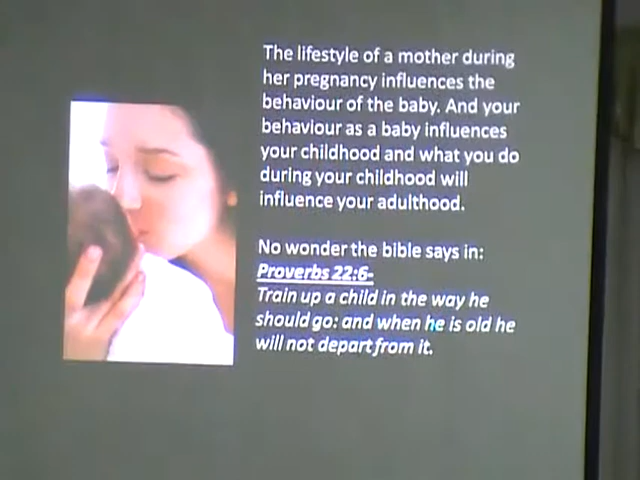 The lifestyle of a mother during
her pregnancy influences the
behaviour of the baby. And your
behaviour as a baby influences
your childhood and what you do
during your childhood will
influence your adulthood.
No wonder the bible says in:
Proverbs 22:6-
Train up a child in the way he
should go: and when he is old he
will not depart from it.